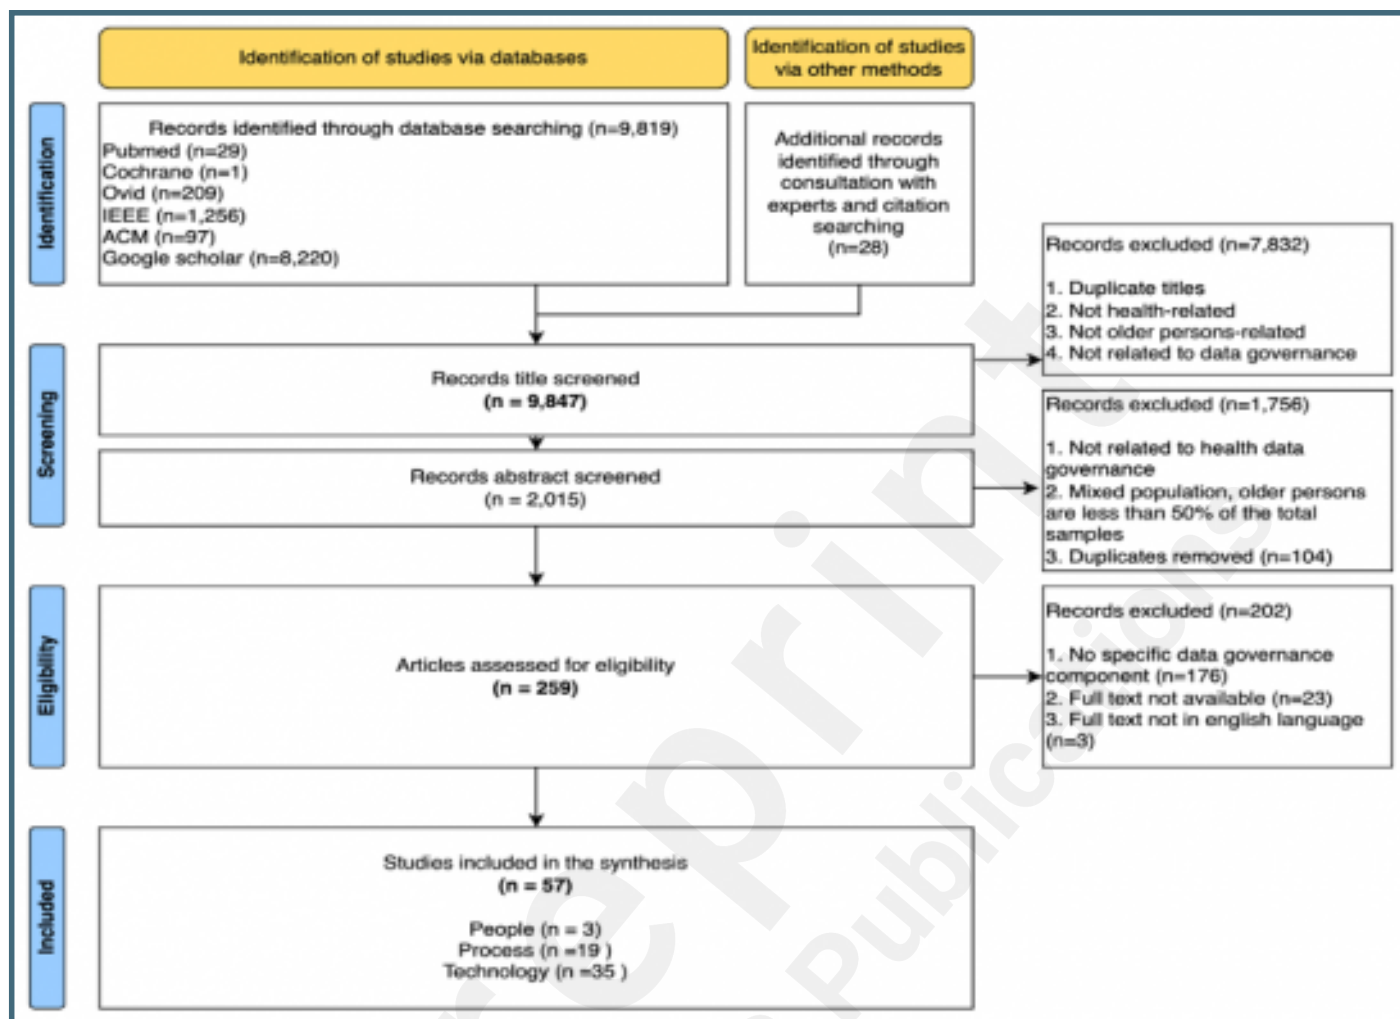 Identification of studies via databases
Identification of studies
via other methods
Identification
Records identified through database searching (n=9,819)
Pubmed (n=29)
Cochrane (n=1)
Ovid (n=209)
IEEE (n=1,256)
ACM (n=97)
Google scholar (n=8,220)
Additional records
identified through
consultation with
experts and citation
searching
(n=28)
Records excluded (n=7,832)
1. Duplicate titles
2. Not health-related
3. Not older persons-related
4. Not related to data governance
Screening
Records title screened
(n = 9,847)
Records abstract screened
(n = 2,015)
Records excluded (n=1,756)
1. Not related to health data
governance
2. Mixed population, older persons
are less than 50% of the total
samples
3. Duplicates removed (n=104)
Eligibility
Articles assessed for eligibility
(n = 259)
Records excluded (n=202)
1. No specific data governance
component (n=176)
2. Full text not available (n=23)
3. Full text not in english language
(n=3)
Included
Studies included in the synthesis
(n = 57)
People (n = 3)
Process (n =19 )
Technology (n =35 )
reprint
Publications